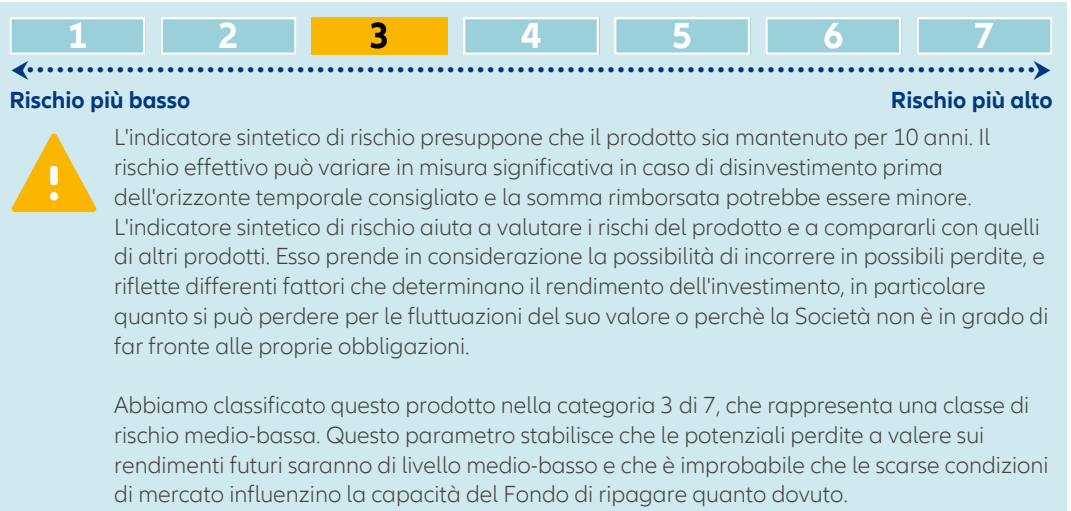 1 2 3 4 5 6 7
Rischio più basso Rischio più alto
L'indicatore sintetico di rischio presuppone che il prodotto sia mantenuto per 10 anni. Il
rischio effettivo può variare in misura significativa in caso di disinvestimento prima
dell'orizzonte temporale consigliato e la somma rimborsata potrebbe essere minore.
L'indicatore sintetico di rischio aiuta a valutare i rischi del prodotto e a compararli con quelli
di altri prodotti. Esso prende in considerazione la possibilità di incorrere in possibili perdite, e
riflette differenti fattori che determinano il rendimento dell'investimento, in particolare
quanto si può perdere per le fluttuazioni del suo valore o perchè la Società non è in grado di
far fronte alle proprie obbligazioni.
Abbiamo classificato questo prodotto nella categoria 3 di 7, che rappresenta una classe di
rischio medio-bassa. Questo parametro stabilisce che le potenziali perdite a valere sui
rendimenti futuri saranno di livello medio-basso e che è improbabile che le scarse condizioni
di mercato influenzino la capacità del Fondo di ripagare quanto dovuto.